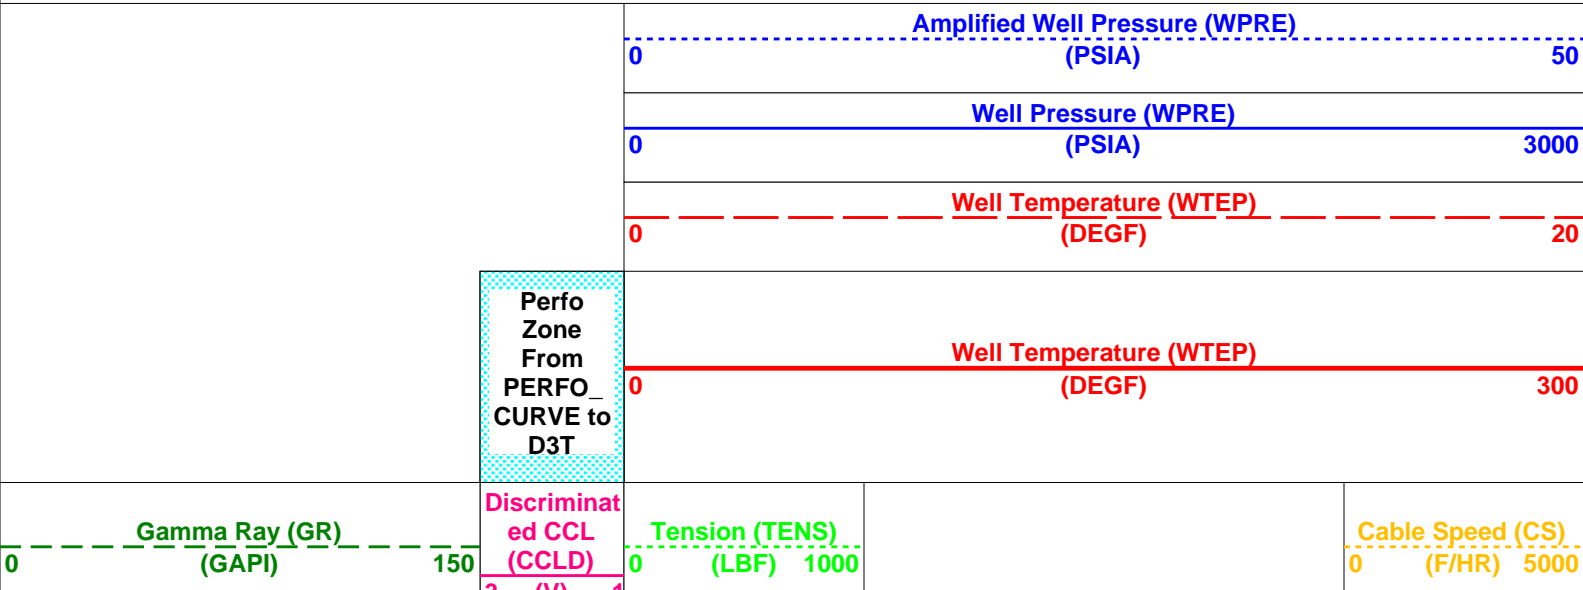 Amplified Well Pressure (WPRE)
0 (PSIA) 50
Well Pressure (WPRE)
0 (PSIA) 3000
Well Temperature (WTEP)
0 (DEGF) 20
Perfo
Zone
From
PERFO_
CURVE to
D3T
Well Temperature (WTEP)
0 (DEGF) 300
Gamma Ray (GR)
0 (GAPI) 150
Discriminat
ed CCL
(CCLD)
(V)
Tension (TENS)
0 (LBF) 1000
Cable Speed (CS)
0 (F/HR) 5000